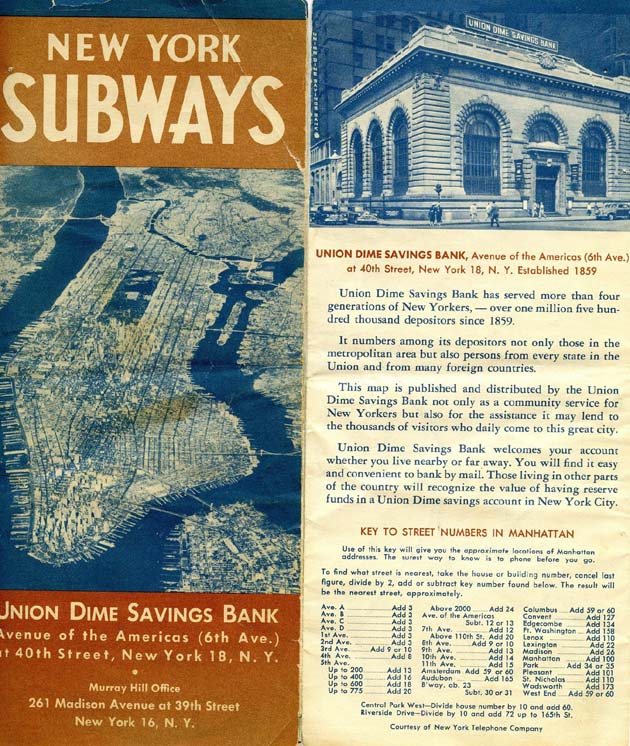 NEW YORK
SUBWAYS
UNION DIME SAVINGS BANK
Avenue of the Americas (6th Ave.)
at 40th Street, New York 18, N. Y.
Murray Hill Office
261 Madison Avenue at 39th Street
New York 16, N. Y.
UNION DIME SAVINGS BANK
UNION DIME SAVINGS BANK
UNION DIME SAVINGS BANK, Avenue of the Americas (6th Ave.)
at 40th Street, New York 18, N. Y. Established 1859
Union Dime Savings Bank has served more than four
generations of New Yorkers, — over one million five hun-
dred thousand depositors since 1859.
It numbers among its depositors not only those in the
metropolitan area but also persons from every state in the
Union and from many foreign countries.
This map is published and distributed by the Union
Dime Savings Bank not only as a community service for
New Yorkers but also for the assistance it may lend to
the thousands of visitors who daily come to this great city.
Union Dime Savings Bank welcomes your account
whether you live nearby or far away. You will find it easy
and convenient to bank by mail. Those living in other parts
of the country will recognize the value of having reserve
funds in a Union Dime savings account in New York City.
KEY TO STREET NUMBERS IN MANHATTAN
Use of this key will give you the approximate locations of Manhattan
addresses. The surest way to know is to phone before you go.
To find what street is nearest, take the house or building number, cancel last
figure, divide by 2, add or subtract key number found below. The result will
be the nearest street, approximately.
Ave. A Add 3
Ave. B Add 3
Ave. C Add 3
Ave. D Add 3
1st Ave. Add 3
2nd Ave. Add 3
3rd Ave. Add 9 or 10
4th Ave. Add 8
5th Ave.
Up to 200 Add 13
Up to 400 Add 16
Up to 600 Add 18
Up to 775 Add 20
Above 2000 Add 24
Ave. of the Americas
Subt. 12 or 13
7th Ave. Add 12
Above 110th St. Add 20
8th Ave. Add 9 or 10
9th Ave. Add 13
10th Ave. Add 14
11th Ave. Add 15
Amsterdam Add 59 or 60
Audubon Add 165
B'way. ab. 23
Subt. 30 or 31
Columbus Add 59 or 60
Convent Add 127
Edgecombe Add 134
Ft. Washington Add 158
Lenox Add 110
Lexington Add 22
Madison Add 26
Manhattan Add 100
Park Add 34 or 35
Pleasant Add 101
St. Nicholas Add 110
Wadsworth Add 173
West End Add 59 or 60
Central Park West—Divide house number by 10 and add 60.
Riverside Drive—Divide by 10 and add 72 up to 165th St.
Courtesy of New York Telephone Company